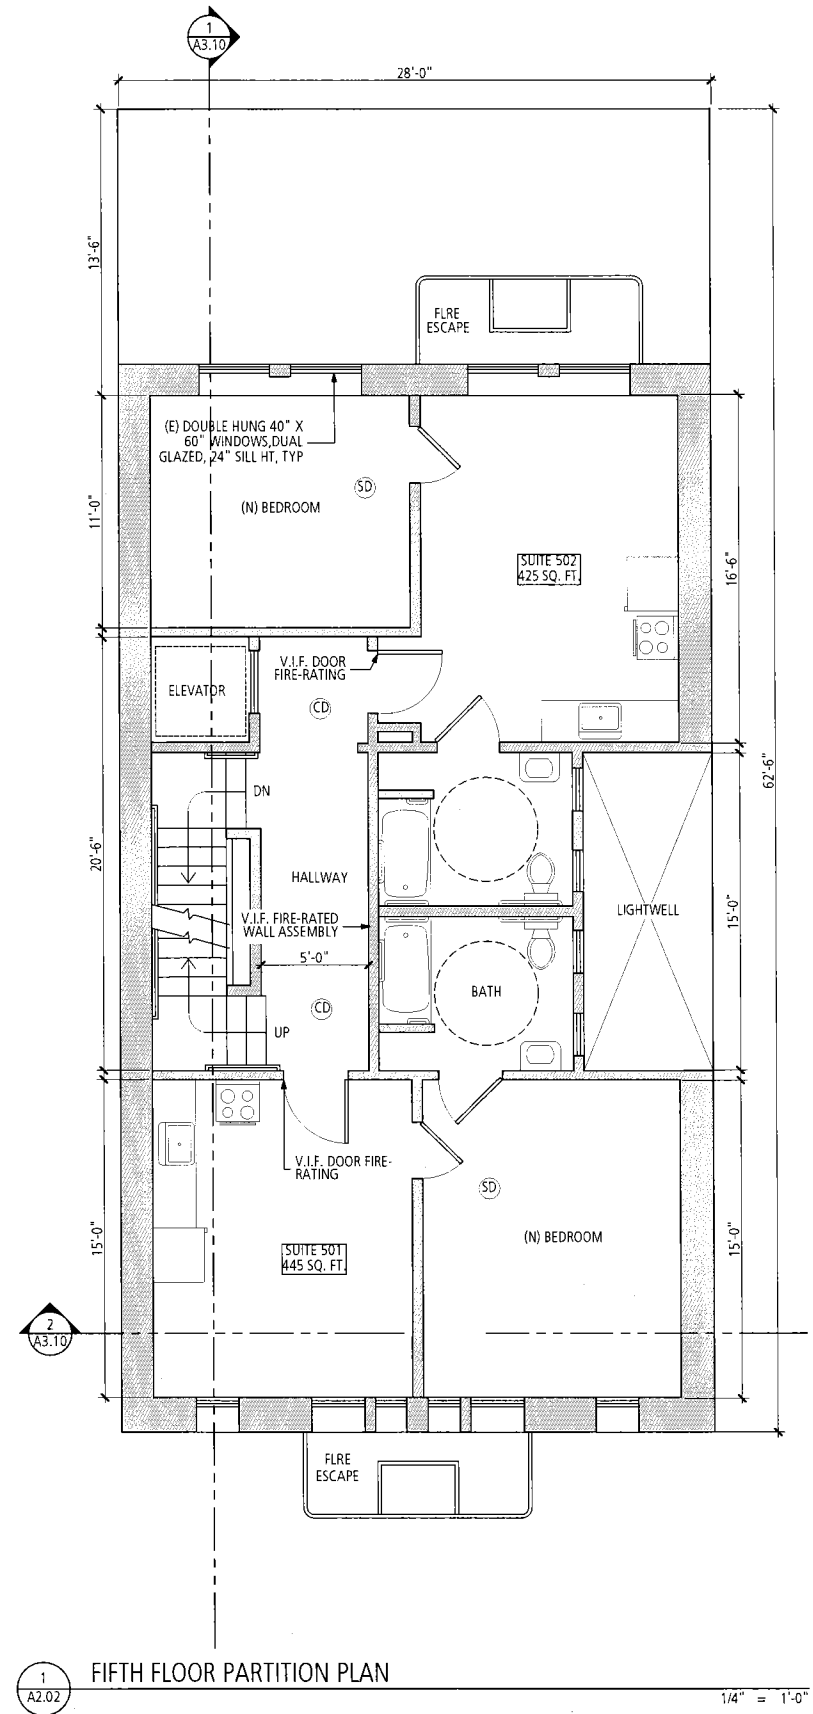 1
A3.10
28'-0"
13'-6"
FLRE
ESCAPE
(E) DOUBLE HUNG 40" X
60" WINDOWS,DUAL
GLAZED, 24" SILL HT, TYP
SD
(N) BEDROOM
11'-0"
SUITE 502
425 SQ. FT.
16'-6"
V.I.F. DOOR
FIRE-RATING
ELEVATOR
CD
62'-6"
DN
20'-6"
HALLWAY
V.I.F. FIRE-RATED
WALL ASSEMBLY
LIGHTWELL
15'-0"
5'-0"
BATH
CD
UP
V.I.F. DOOR FIRE-
RATING
SD
15'-0"
SUITE 501
445 SQ. FT.
(N) BEDROOM
15'-0"
2
A3.10
FLRE
ESCAPE
1
A2.02
FIFTH FLOOR PARTITION PLAN
1/4" = 1'-0"